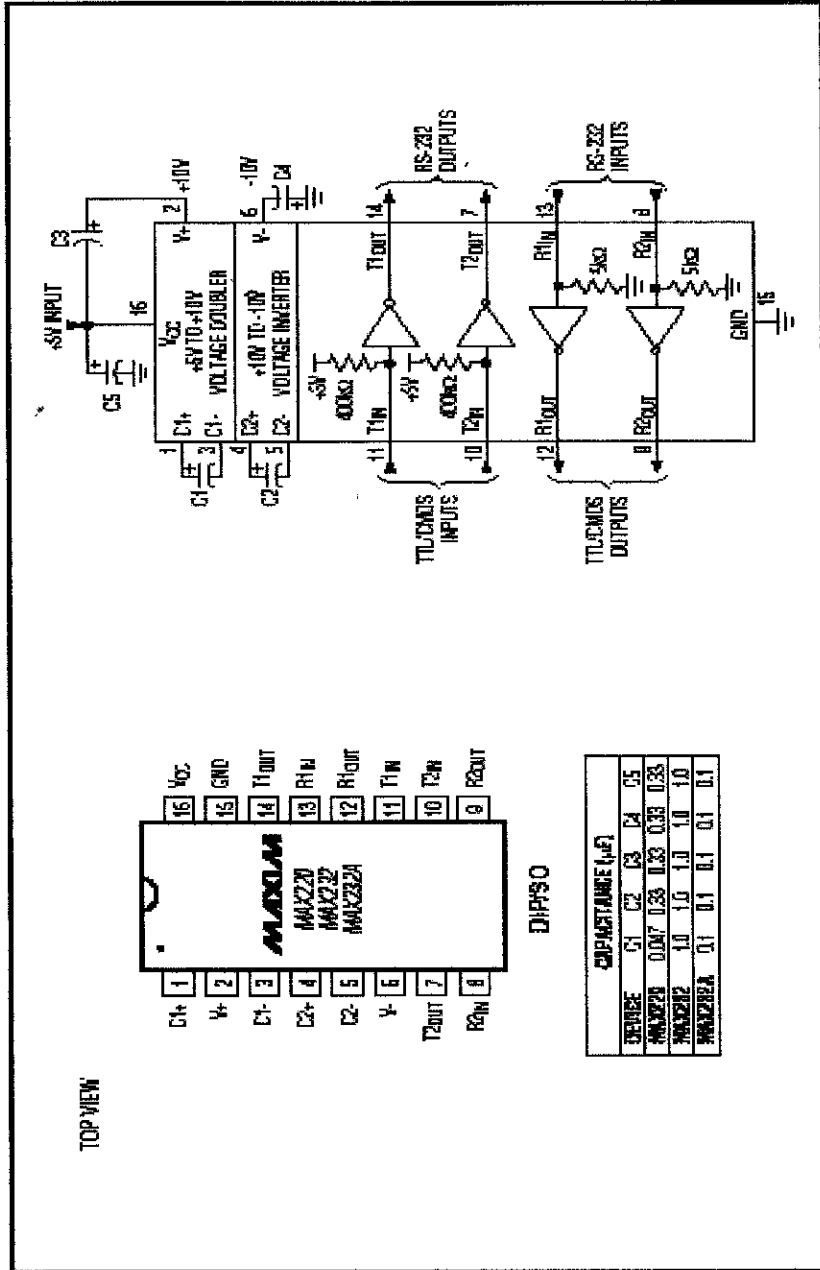 TOP VIEW
C1+ 1
V+ 2
C1- 3
C2+ 4
C2- 5
V- 6
T2OUT 7
R2IN 8
16 VCC
15 GND
14 T1OUT
13 R1IN
12 R1OUT
11 T1IN
10 T2IN
9 R2OUT
MAXIM
MAX220
MAX232
MAX232A
DIP/SO
CAPACITANCE (µF)
DEVICE C1 C2 C3 C4 C5
MAX220 0.047 0.33 0.33 0.33 0.33
MAX232 1.0 1.0 1.0 1.0 1.0
MAX232A 0.1 0.1 0.1 0.1 0.1
+5V INPUT
C3
C5
16
VCC
+5V TO +10V
VOLTAGE DOUBLER
+10V TO -10V
VOLTAGE INVERTER
1 C1+
C1
3 C1-
4 C2+
C2
5 C2-
V+ 2 +10V
V- 6 -10V
C4
+5V
400kΩ
11 T1IN
T1OUT 14
+5V
400kΩ
10 T2IN
T2OUT 7
TTL/CMOS
INPUTS
RS-232
OUTPUTS
12 R1OUT
R1IN 13
5kΩ
9 R2OUT
R2IN 8
5kΩ
TTL/CMOS
OUTPUTS
RS-232
INPUTS
GND
15